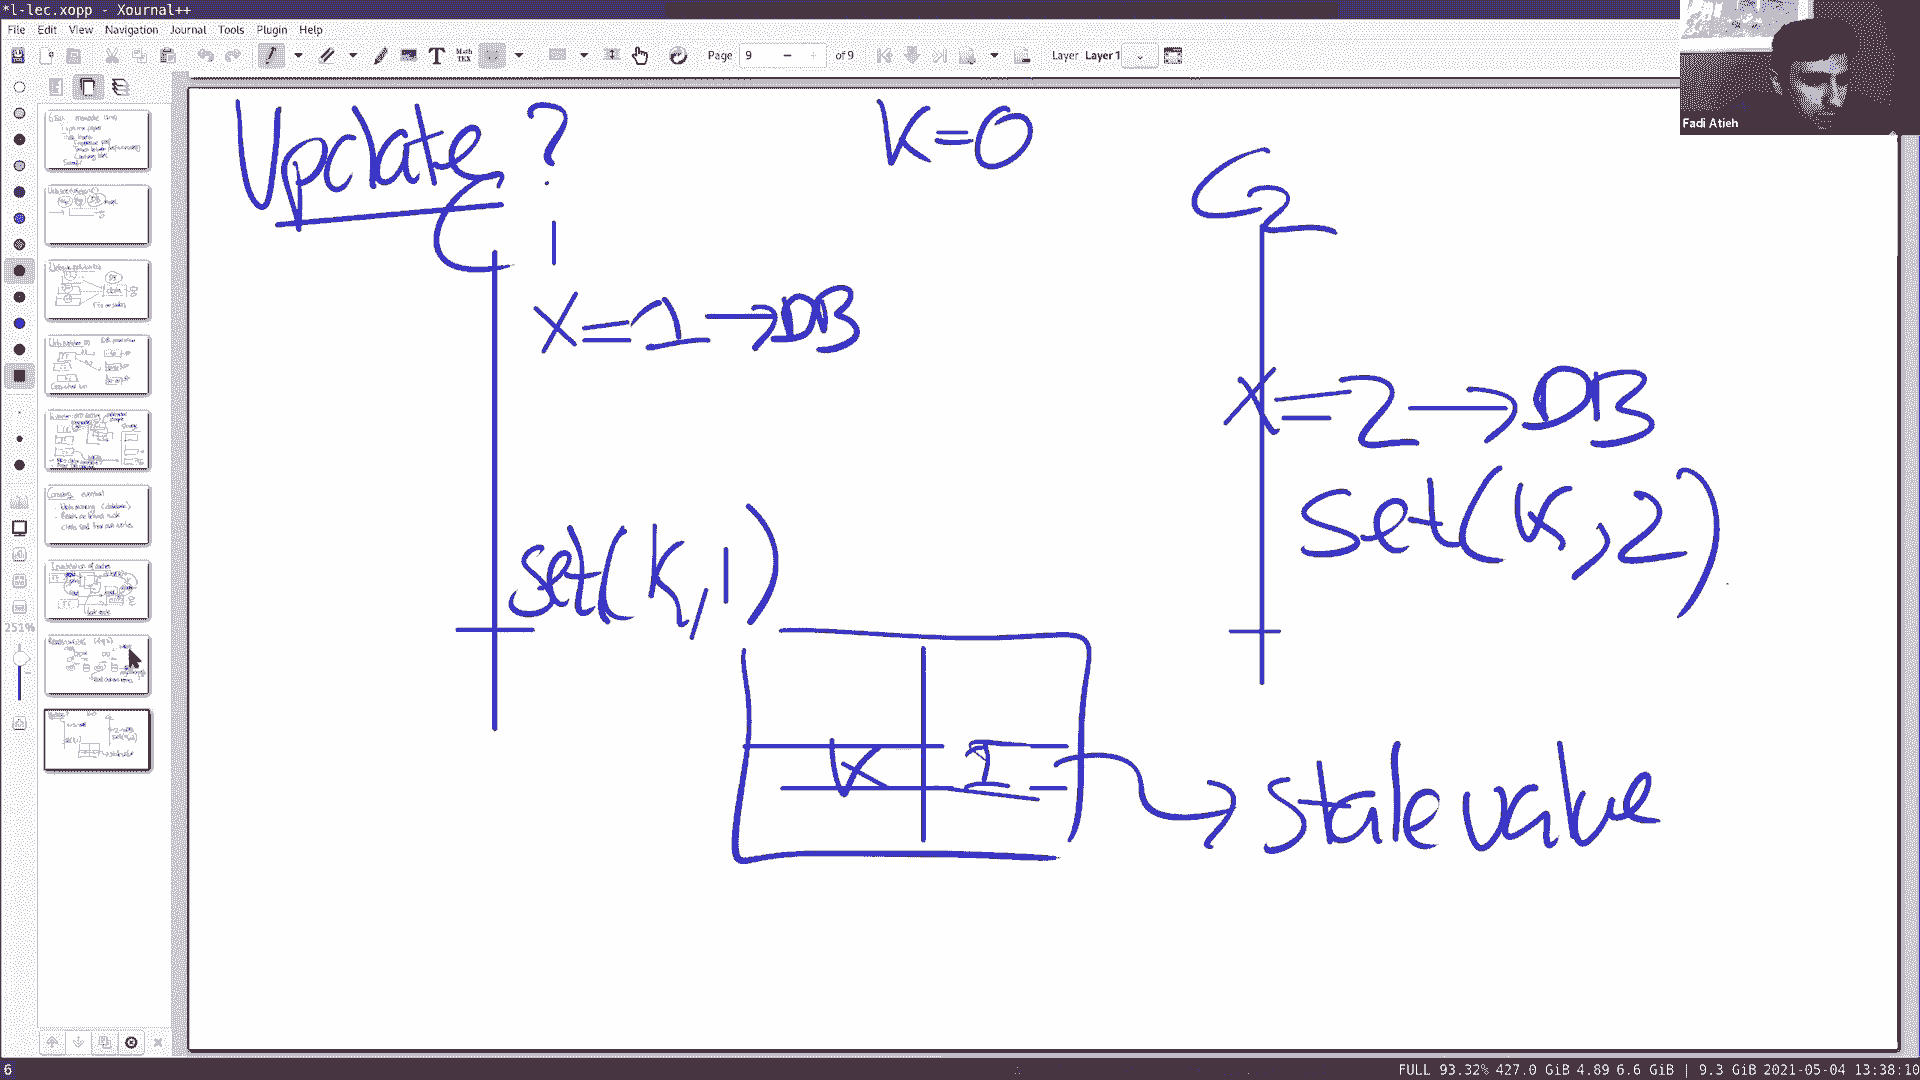 *l-lec.xopp - Xournal++
File Edit View Navigation Journal Tools Plugin Help
Page 9 of 9 Layer Layer 1
Fadi Atieh
Update? K=0
C1 C2
X=1→DB
X=2→DB
set(K,2)
set(K,1)
K 1
stale value
251%
6 FULL 93.32% 427.0 GiB 4.89 6.6 GiB | 9.3 GiB 2021-05-04 13:38:10